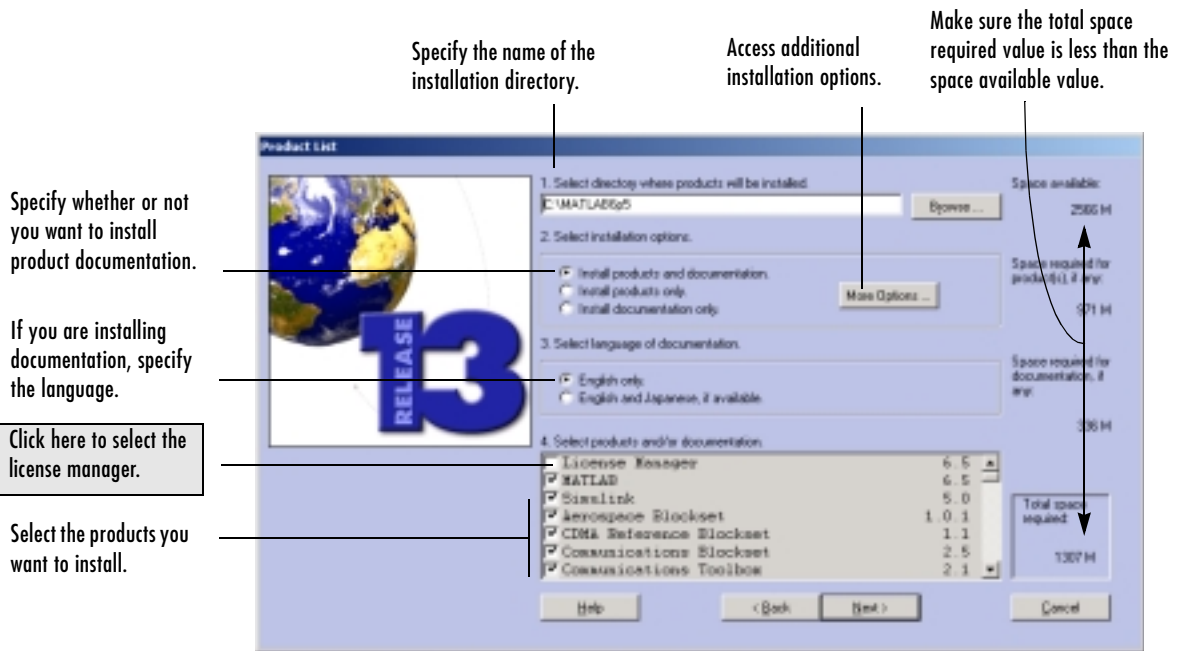 Make sure the total space
required value is less than the
space available value.
Specify the name of the
installation directory.
Access additional
installation options.
Product List
Specify whether or not
you want to install
product documentation.
If you are installing
documentation, specify
the language.
Click here to select the
license manager.
Select the products you
want to install.
RELEASE
13
1. Select directory where products will be installed.
C:\MATLAB6p5
Browse ...
2. Select installation options.
Install products and documentation.
Install products only.
Install documentation only.
More Options ...
3. Select language of documentation.
English only.
English and Japanese, if available.
4. Select products and/or documentation.
License Manager 6.5
MATLAB 6.5
Simulink 5.0
Aerospace Blockset 1.0.1
CDMA Reference Blockset 1.1
Communications Blockset 2.5
Communications Toolbox 2.1
Space available:
2566 M
Space required for
product(s), if any:
971 M
Space required for
documentation, if
any:
336 M
Total space
required:
1307 M
Help
< Back
Next >
Cancel